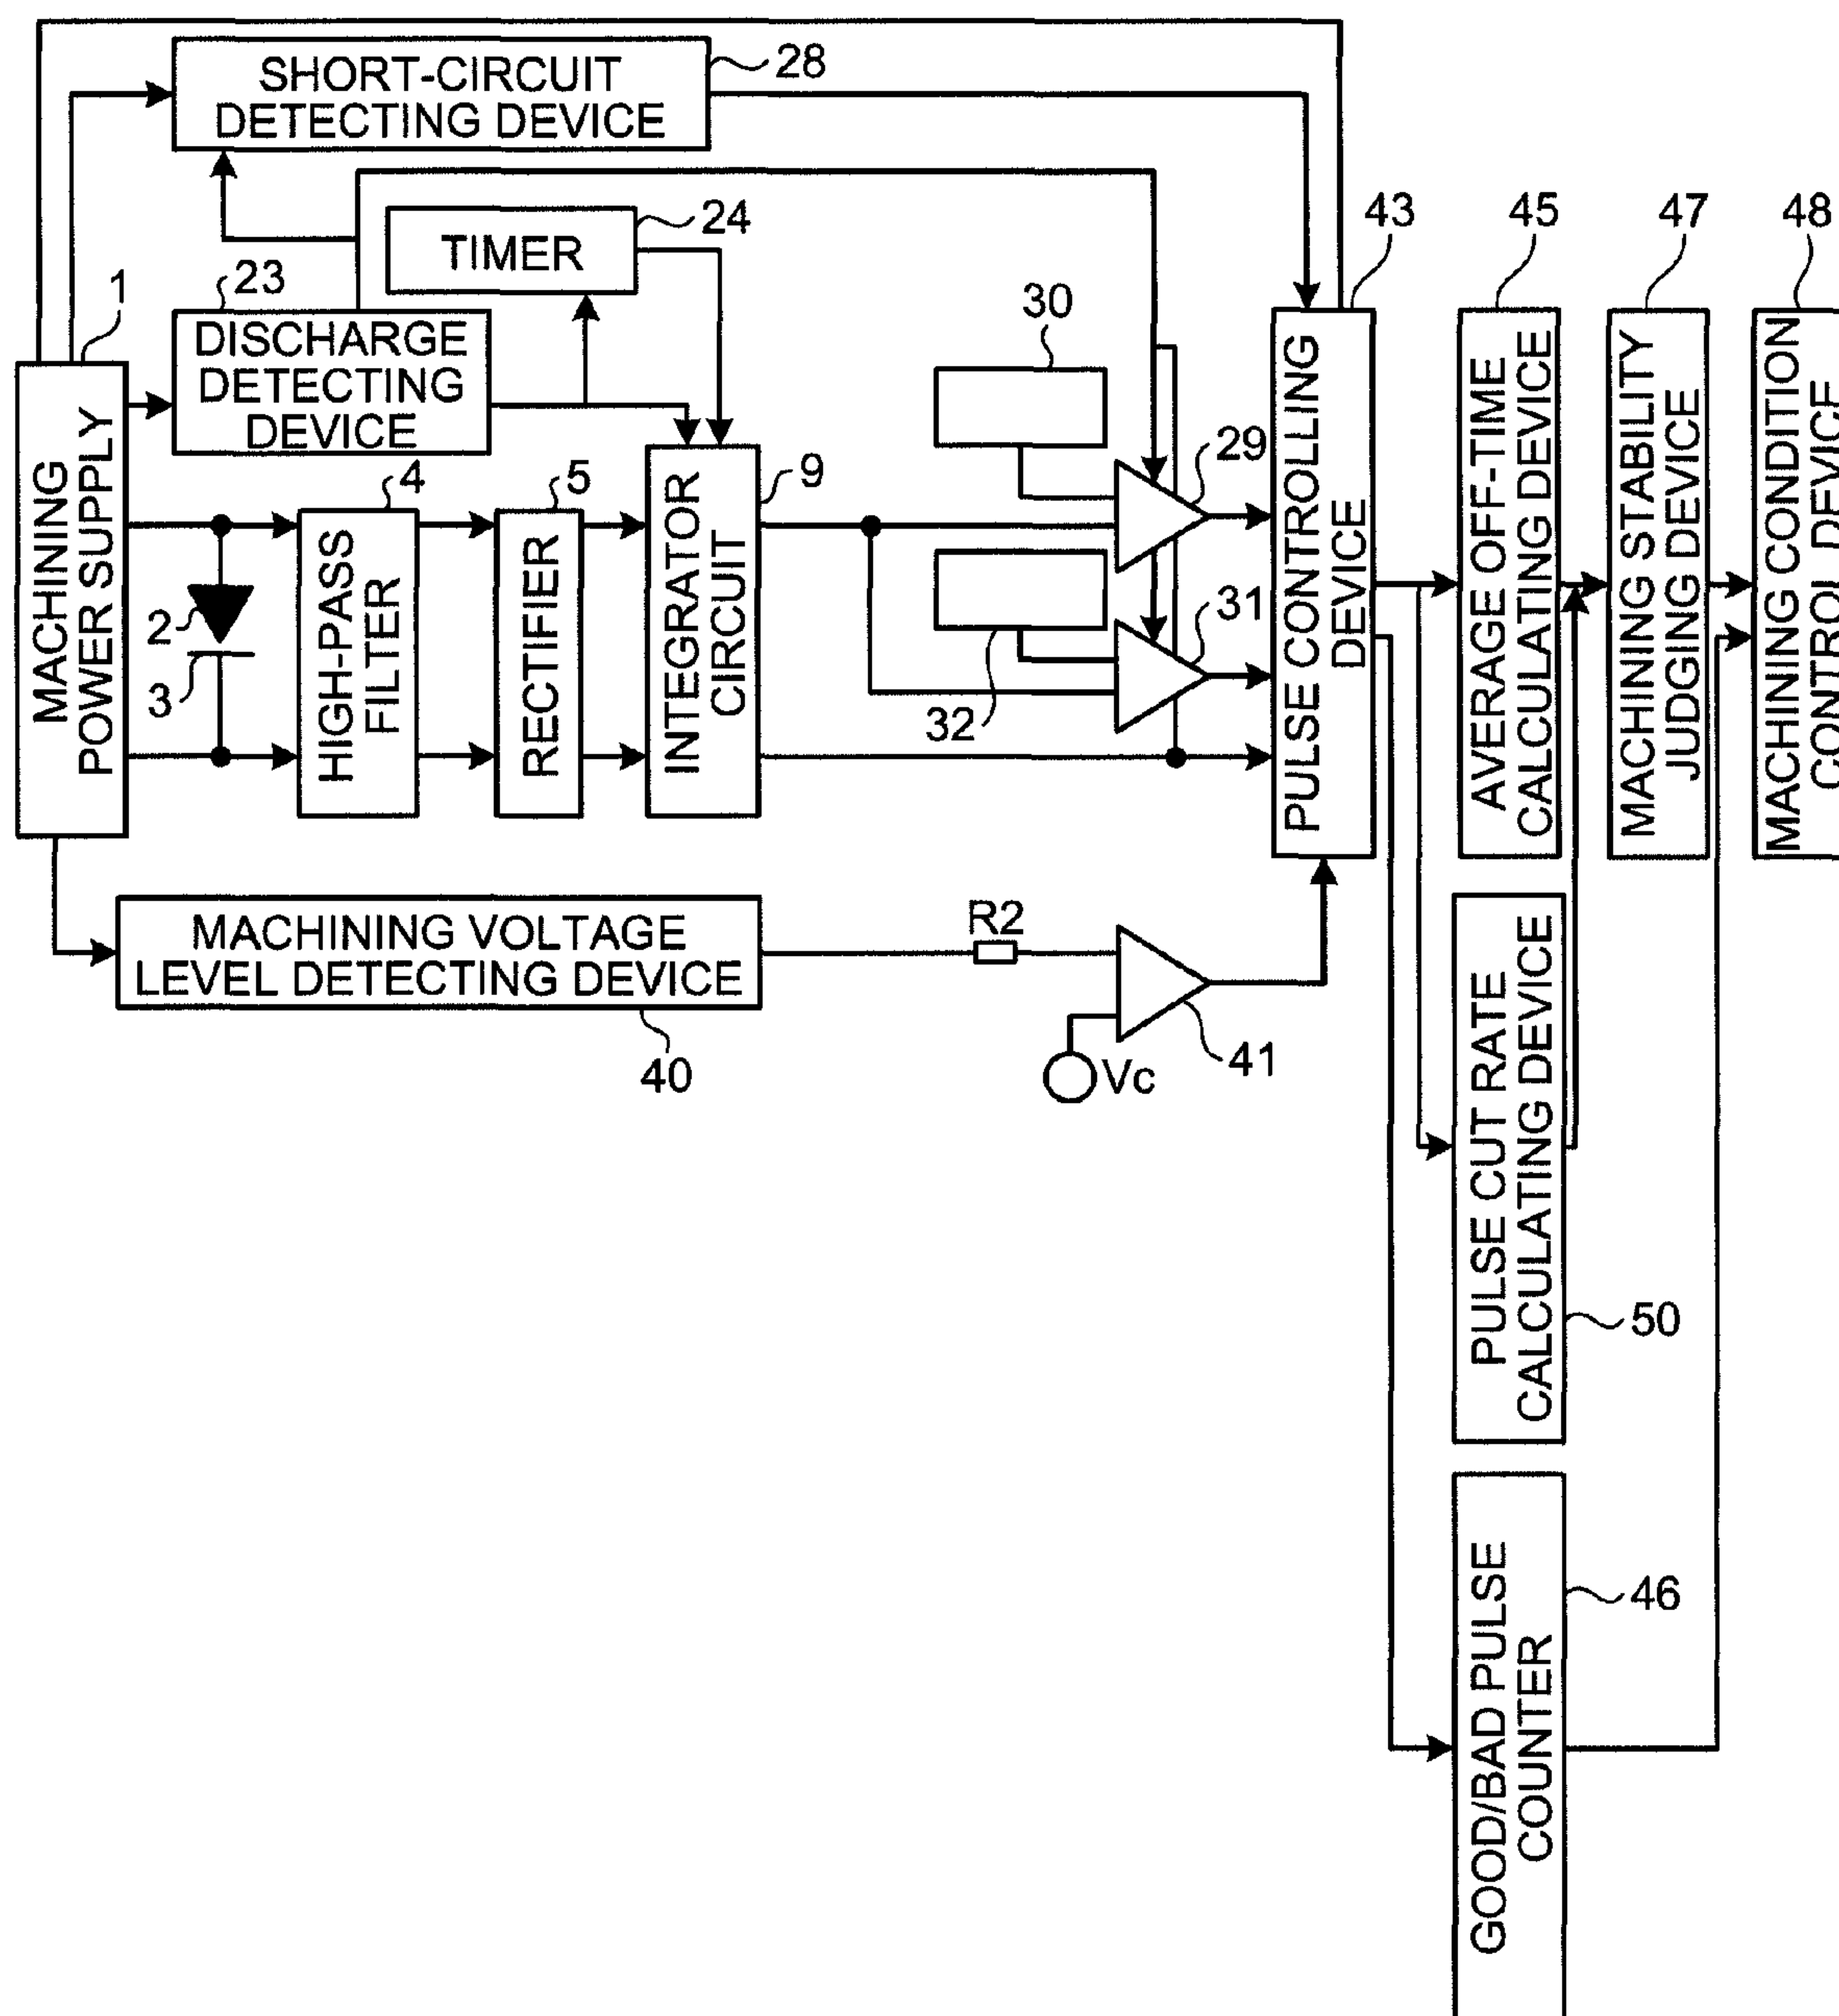 SHORT-CIRCUIT
DETECTING DEVICE
28
TIMER
24
1
23
DISCHARGE
DETECTING
DEVICE
MACHINING
POWER SUPPLY
2
3
4
HIGH-PASS
FILTER
5
RECTIFIER
9
INTEGRATOR
CIRCUIT
30
29
32
31
43
PULSE CONTROLLING
DEVICE
45
AVERAGE OFF-TIME
CALCULATING DEVICE
47
MACHINING STABILITY
JUDGING DEVICE
48
MACHINING CONDITION
CONTROL DEVICE
MACHINING VOLTAGE
LEVEL DETECTING DEVICE
40
R2
Vc
41
PULSE CUT RATE
CALCULATING DEVICE
50
GOOD/BAD PULSE
COUNTER
46